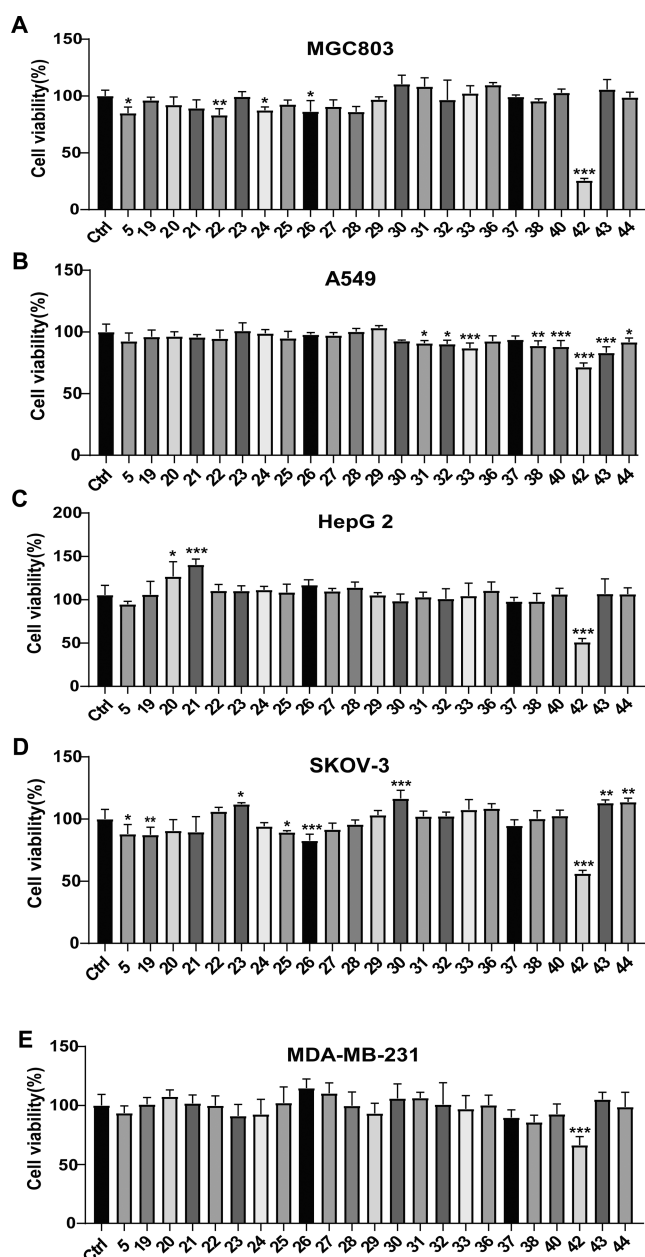 A
MGC803
Cell viability(%)
150
100
50
0
* ** * * ***
Ctrl 5 19 20 21 22 23 24 25 26 27 28 29 30 31 32 33 36 37 38 40 42 43 44
B
A549
Cell viability(%)
150
100
50
0
* * *** ** *** *** *** *
Ctrl 5 19 20 21 22 23 24 25 26 27 28 29 30 31 32 33 36 37 38 40 42 43 44
C
HepG 2
Cell viability(%)
200
150
100
50
0
* *** ***
Ctrl 5 19 20 21 22 23 24 25 26 27 28 29 30 31 32 33 36 37 38 40 42 43 44
D
SKOV-3
Cell viability(%)
150
100
50
0
* ** * * *** *** *** ** **
Ctrl 5 19 20 21 22 23 24 25 26 27 28 29 30 31 32 33 36 37 38 40 42 43 44
E
MDA-MB-231
Cell viability(%)
150
100
50
0
***
Ctrl 5 19 20 21 22 23 24 25 26 27 28 29 30 31 32 33 36 37 38 40 42 43 44